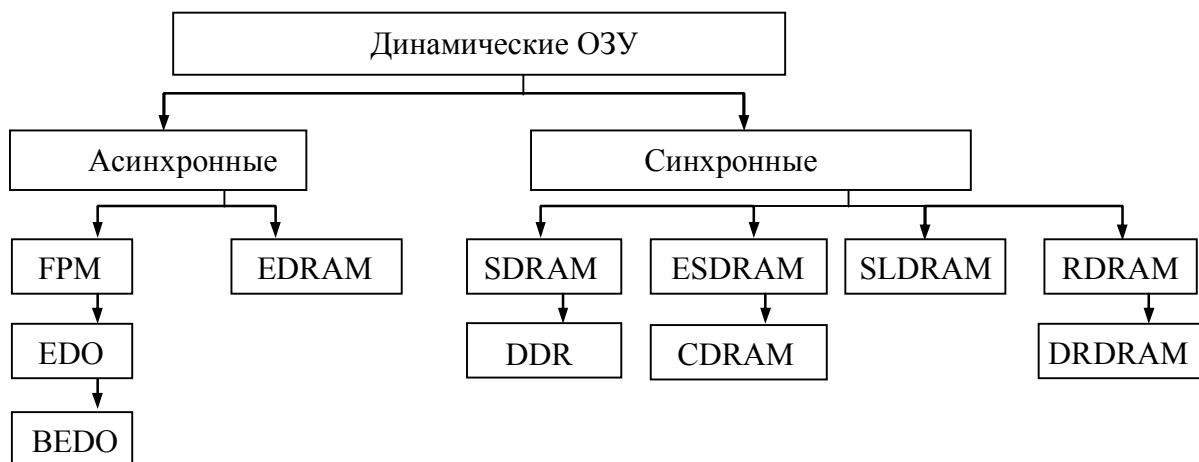 Динамические ОЗУ
Асинхронные
Синхронные
FPM
EDRAM
SDRAM
ESDRAM
SLDRAM
RDRAM
EDO
DDR
CDRAM
DRDRAM
BEDO